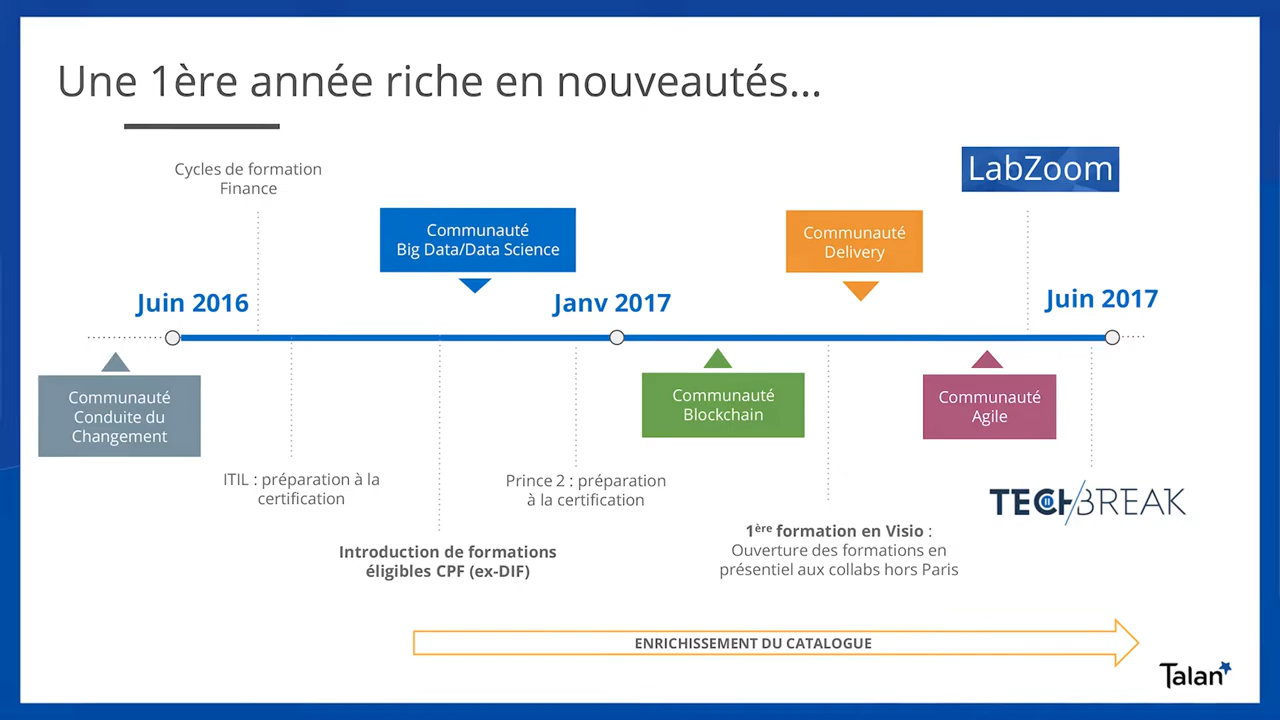 Une 1ère année riche en nouveautés...
Cycles de formation
Finance
LabZoom
Communauté
Big Data/Data Science
Communauté
Delivery
Juin 2016
Janv 2017
Juin 2017
Communauté
Conduite du
Changement
Communauté
Blockchain
Communauté
Agile
ITIL : préparation à la
certification
Prince 2 : préparation
à la certification
TECH/BREAK
Introduction de formations
éligibles CPF (ex-DIF)
1ère formation en Visio :
Ouverture des formations en
présentiel aux collabs hors Paris
ENRICHISSEMENT DU CATALOGUE
Talan